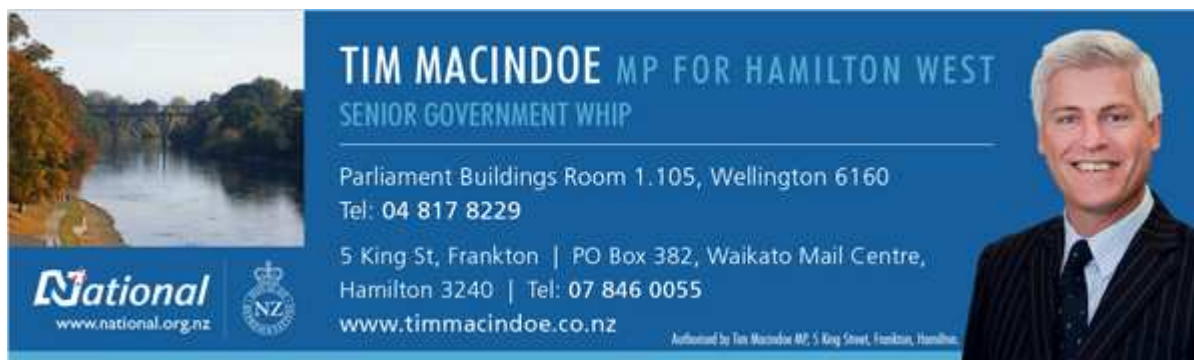 TIM MACINDOE MP FOR HAMILTON WEST
SENIOR GOVERNMENT WHIP
Parliament Buildings Room 1.105, Wellington 6160
Tel: 04 817 8229
5 King St, Frankton | PO Box 382, Waikato Mail Centre,
Hamilton 3240 | Tel: 07 846 0055
www.timmacindoe.co.nz
Authorised by Tim Macindoe MP, 5 King Street, Frankton, Hamilton.
National
www.national.org.nz
NZ